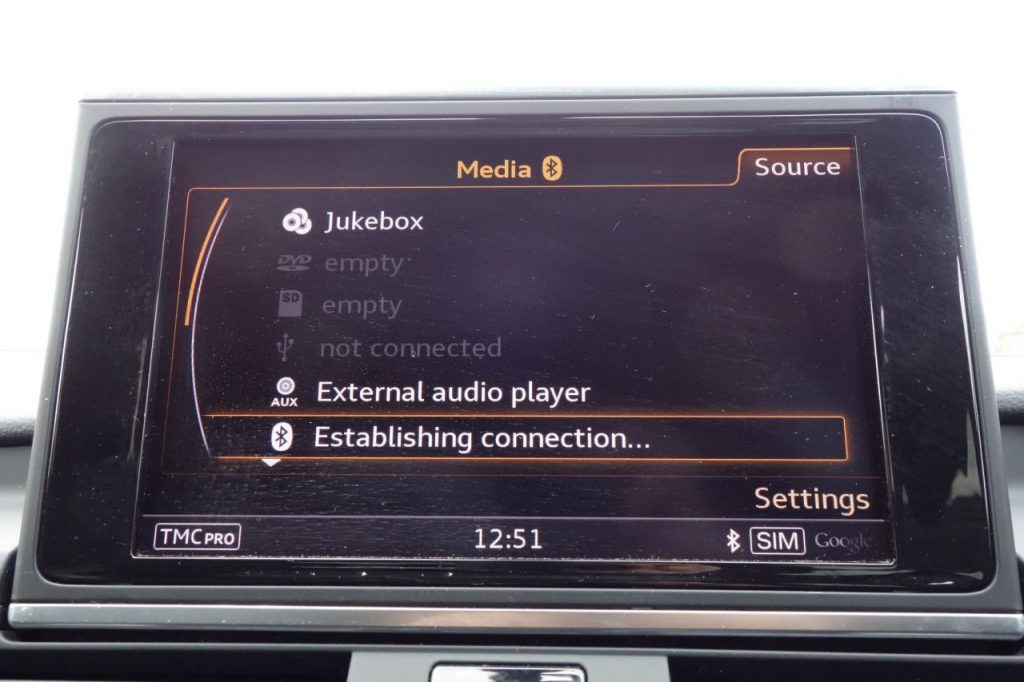 Media
Source
Jukebox
DVD empty
SD empty
not connected
AUX External audio player
Establishing connection...
Settings
TMC PRO 12:51 SIM Google